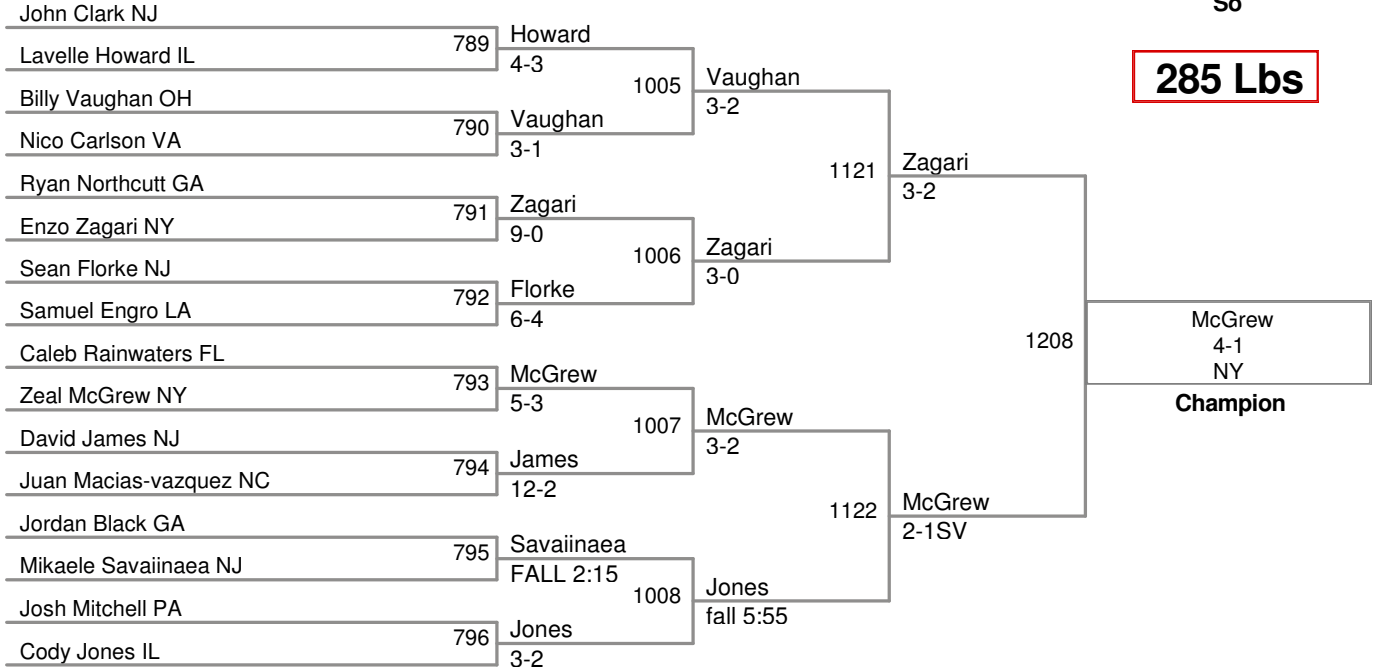 So
285 Lbs
John Clark NJ
Lavelle Howard IL
Billy Vaughan OH
Nico Carlson VA
Ryan Northcutt GA
Enzo Zagari NY
Sean Florke NJ
Samuel Engro LA
Caleb Rainwaters FL
Zeal McGrew NY
David James NJ
Juan Macias-vazquez NC
Jordan Black GA
Mikaele Savaiinaea NJ
Josh Mitchell PA
Cody Jones IL
789
790
791
792
793
794
795
796
Howard
4-3
Vaughan
3-1
Zagari
9-0
Florke
6-4
McGrew
5-3
James
12-2
Savaiinaea
FALL 2:15
Jones
3-2
1005
1006
1007
1008
Vaughan
3-2
Zagari
3-0
McGrew
3-2
Jones
fall 5:55
1121
1122
Zagari
3-2
McGrew
2-1SV
1208
McGrew
4-1
NY
Champion